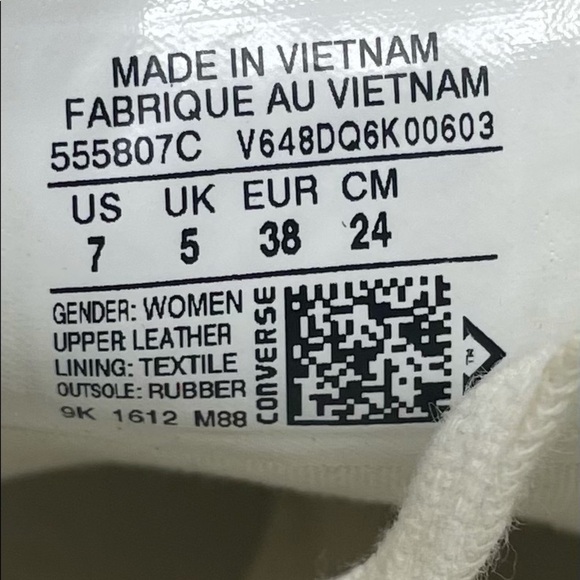 MADE IN VIETNAM
FABRIQUE AU VIETNAM
555807C V648DQ6K00603
US UK EUR CM
7 5 38 24
GENDER: WOMEN
UPPER LEATHER
LINING: TEXTILE
OUTSOLE: RUBBER
9K 1612 M88
CONVERSE
TM